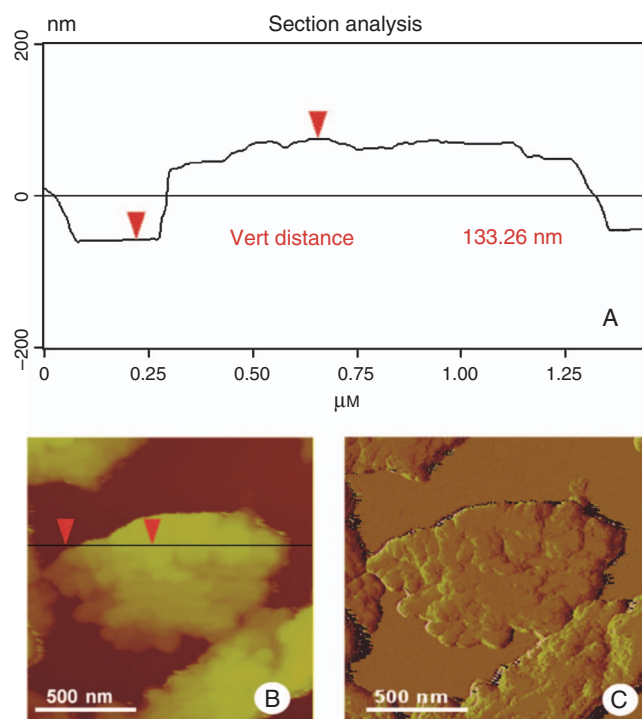 nm Section analysis
200
0
Vert distance 133.26 nm
A
−200
0 0.25 0.50 0.75 1.00 1.25
μM
500 nm B
500 nm C